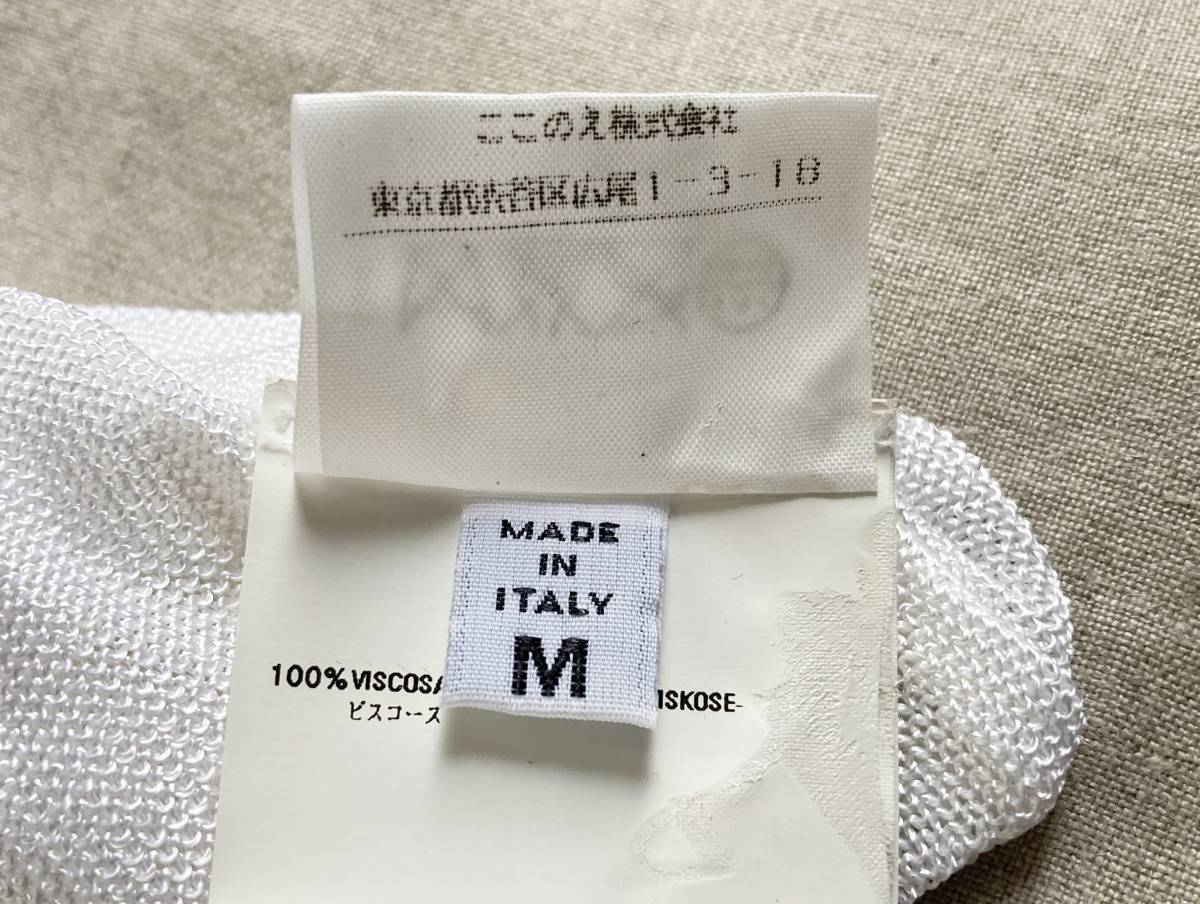 ここのえ株式会社
東京都渋谷区広尾1-9-18
MADE
IN
ITALY
M
100%VISCOSA ISKOSE-
ビスコース